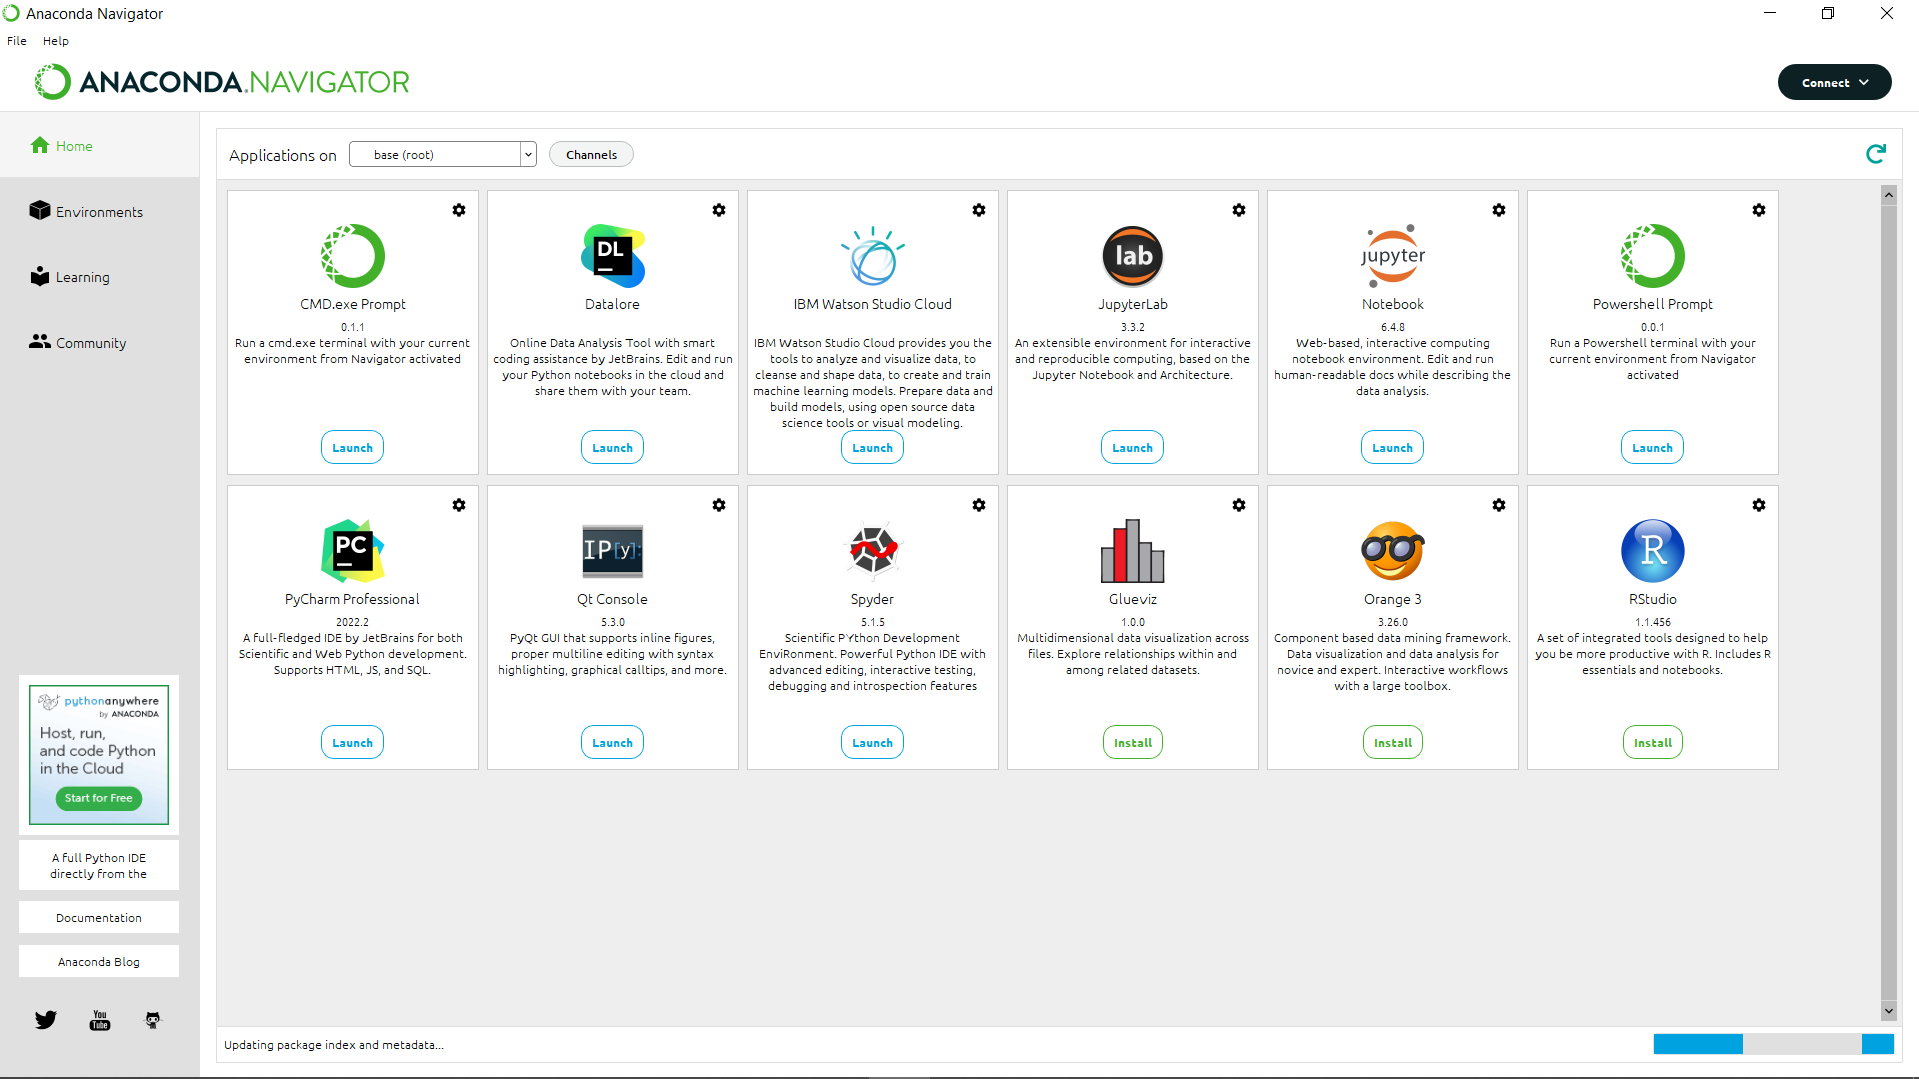 Anaconda Navigator
File Help
ANACONDA.NAVIGATOR
Connect
Home
Environments
Learning
Community
Applications on base (root) Channels
CMD.exe Prompt
0.1.1
Run a cmd.exe terminal with your current
environment from Navigator activated
Launch
DL
Datalore
Online Data Analysis Tool with smart
coding assistance by JetBrains. Edit and run
your Python notebooks in the cloud and
share them with your team.
Launch
IBM Watson Studio Cloud
IBM Watson Studio Cloud provides you the
tools to analyze and visualize data, to
cleanse and shape data, to create and train
machine learning models. Prepare data and
build models, using open source data
science tools or visual modeling.
Launch
lab
JupyterLab
3.3.2
An extensible environment for interactive
and reproducible computing, based on the
Jupyter Notebook and Architecture.
Launch
jupyter
Notebook
6.4.8
Web-based, interactive computing
notebook environment. Edit and run
human-readable docs while describing the
data analysis.
Launch
Powershell Prompt
0.0.1
Run a Powershell terminal with your
current environment from Navigator
activated
Launch
PC
PyCharm Professional
2022.2
A full-fledged IDE by JetBrains for both
Scientific and Web Python development.
Supports HTML, JS, and SQL.
Launch
IP[y]:
Qt Console
5.3.0
PyQt GUI that supports inline figures,
proper multiline editing with syntax
highlighting, graphical calltips, and more.
Launch
Spyder
5.1.5
Scientific PYthon Development
EnviRonment. Powerful Python IDE with
advanced editing, interactive testing,
debugging and introspection features
Launch
Glueviz
1.0.0
Multidimensional data visualization across
files. Explore relationships within and
among related datasets.
Install
Orange 3
3.26.0
Component based data mining framework.
Data visualization and data analysis for
novice and expert. Interactive workflows
with a large toolbox.
Install
R
RStudio
1.1.456
A set of integrated tools designed to help
you be more productive with R. Includes R
essentials and notebooks.
Install
pythonanywhere
by ANACONDA
Host, run,
and code Python
in the Cloud
Start for Free
A full Python IDE
directly from the
Documentation
Anaconda Blog
You
Tube
Updating package index and metadata...